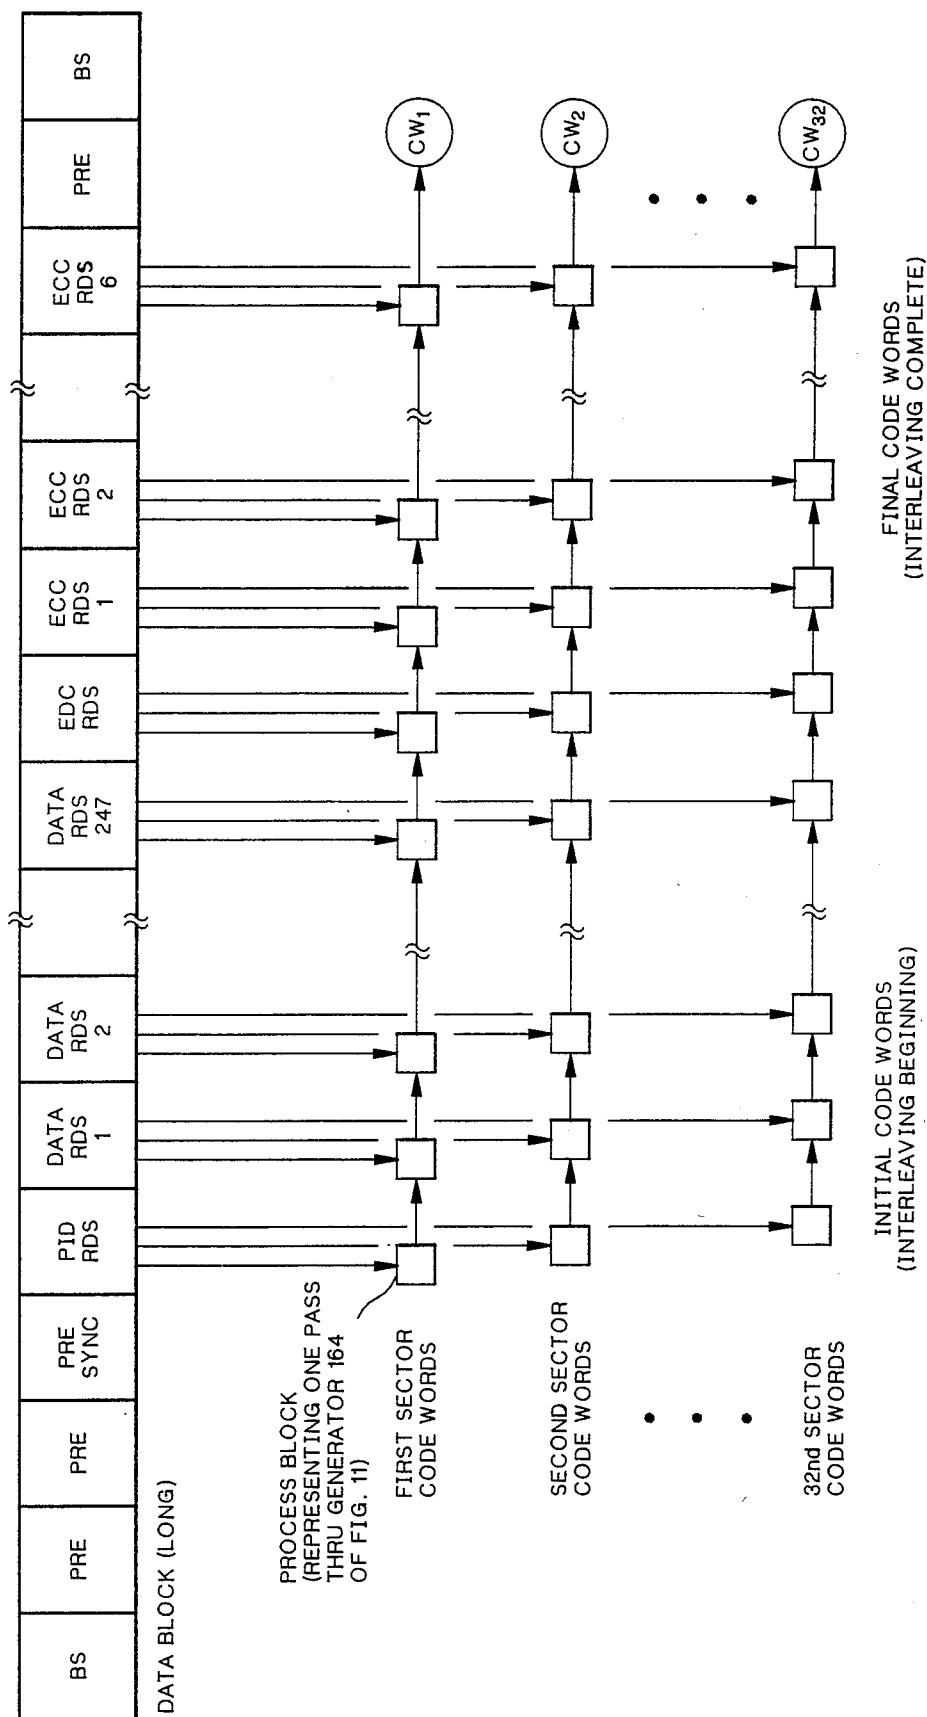 BS
PRE
PRE
PRE
SYNC
PID
RDS
DATA
RDS
1
DATA
RDS
2
DATA
RDS
247
EDC
RDS
ECC
RDS
1
ECC
RDS
2
ECC
RDS
6
PRE
BS
DATA BLOCK (LONG)
PROCESS BLOCK
(REPRESENTING ONE PASS
THRU GENERATOR 164
OF FIG. 11)
FIRST SECTOR
CODE WORDS
CW1
SECOND SECTOR
CODE WORDS
CW2
32nd SECTOR
CODE WORDS
CW32
INITIAL CODE WORDS
(INTERLEAVING BEGINNING)
FINAL CODE WORDS
(INTERLEAVING COMPLETE)